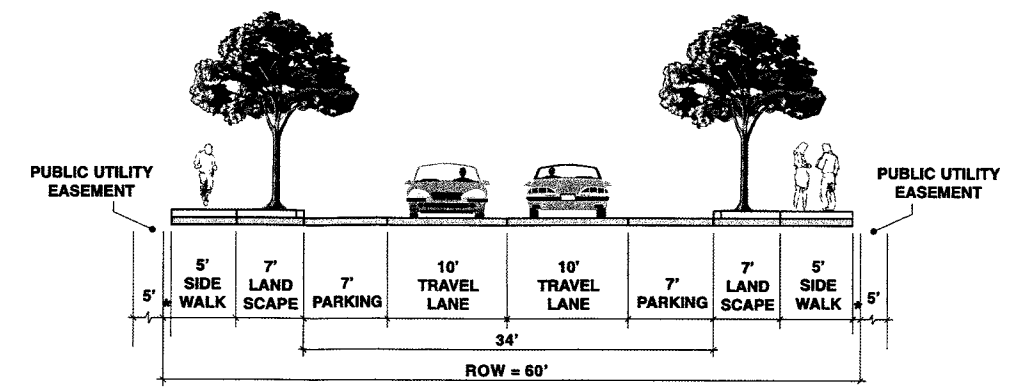 PUBLIC UTILITY
EASEMENT
PUBLIC UTILITY
EASEMENT
5'
*
5'
SIDE
WALK
7'
LAND
SCAPE
7'
PARKING
10'
TRAVEL
LANE
10'
TRAVEL
LANE
7'
PARKING
7'
LAND
SCAPE
5'
SIDE
WALK
*
5'
34'
ROW = 60'